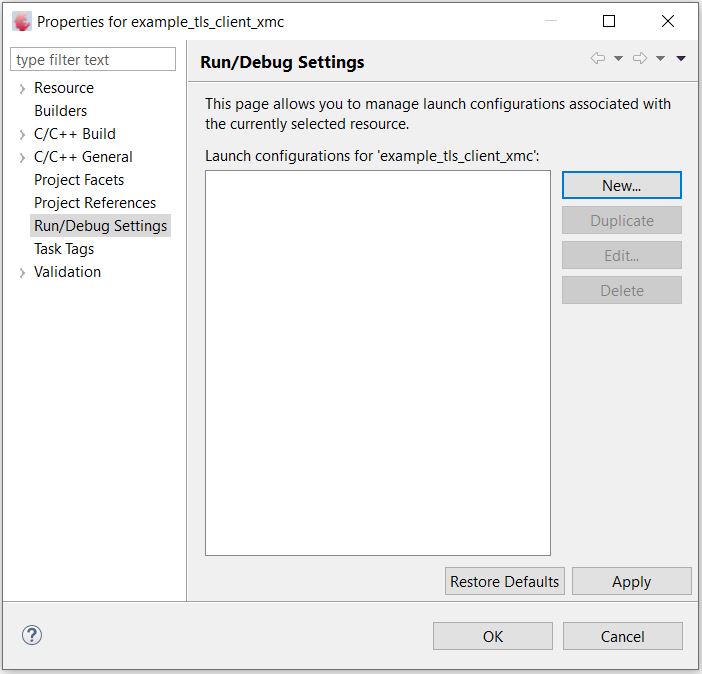 Properties for example_tls_client_xmc
type filter text
Resource
Builders
C/C++ Build
C/C++ General
Project Facets
Project References
Run/Debug Settings
Task Tags
Validation
Run/Debug Settings
This page allows you to manage launch configurations associated with
the currently selected resource.
Launch configurations for 'example_tls_client_xmc':
New...
Duplicate
Edit...
Delete
Restore Defaults
Apply
?
OK
Cancel